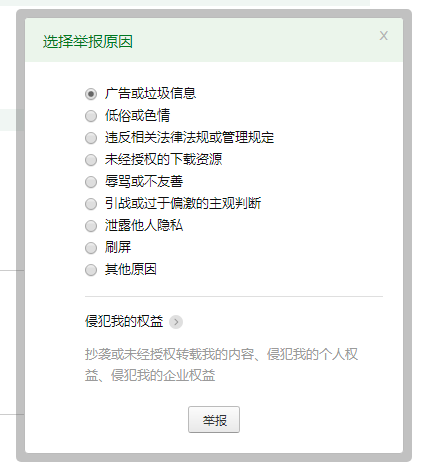 选择举报原因
x
广告或垃圾信息
低俗或色情
违反相关法律法规或管理规定
未经授权的下载资源
辱骂或不友善
引战或过于偏激的主观判断
泄露他人隐私
刷屏
其他原因
侵犯我的权益
抄袭或未经授权转载我的内容、侵犯我的个人权
益、侵犯我的企业权益
举报